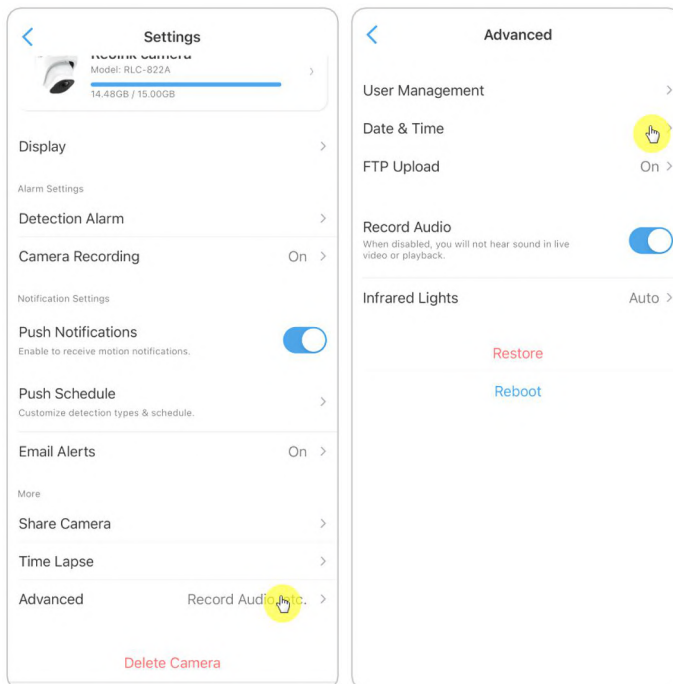 Settings
Reolink Camera
Model: RLC-822A
14.48GB / 15.00GB
Display
Alarm Settings
Detection Alarm
Camera Recording On
Notification Settings
Push Notifications
Enable to receive motion notifications.
Push Schedule
Customize detection types & schedule.
Email Alerts On
More
Share Camera
Time Lapse
Advanced Record Audio, etc.
Delete Camera
Advanced
User Management
Date & Time
FTP Upload On
Record Audio
When disabled, you will not hear sound in live
video or playback.
Infrared Lights Auto
Restore
Reboot